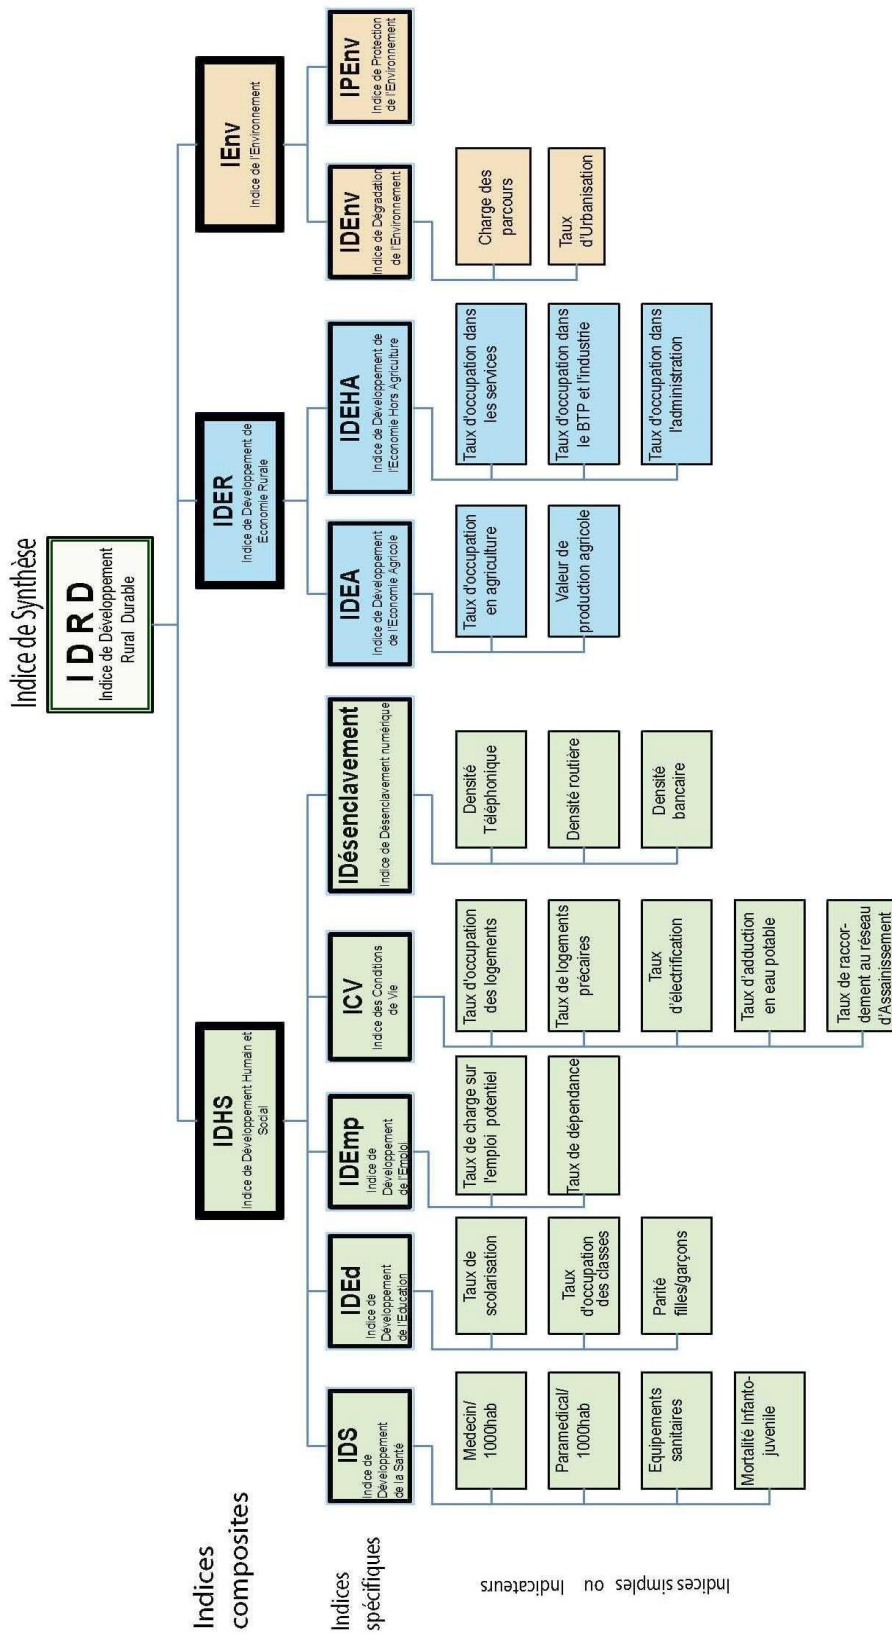 Indice de Synthèse
I D R D
Indice de Développement
Rural Durable
Indices
composites
IDHS
Indice de Développement Humain et
Social
IDER
Indice de Développement de
Économie Rurale
IEnv
Indice de l'Environnement
Indices
spécifiques
IDS
Indice de
Développement
de la Santé
IDEd
Indice de
Développement
de l'Education
IDEmp
Indice de
Développement
de l'Emploi
ICV
Indice des Conditions
de Vie
IDésenclavement
Indice de Désenclavement numérique
IDEA
Indice de Développement
de l'Economie Agricole
IDEHA
Indice de Développement de
l'Economie Hors Agriculture
IDEnv
Indice de Dégradation
de l'Environnement
IPEnv
Indice de Protection
de l'Environnement
Indices simples ou Indicateurs
Medecin/
1000hab
Paramedical/
1000hab
Equipements
sanitaires
Mortalité Infanto-
juvenile
Taux de
scolarisation
Taux
d'occupation
des classes
Parité
filles/garçons
Taux de charge sur
l'emploi potentiel
Taux de dépendance
Taux d'occupation
des logements
Taux de logements
précaires
Taux
d'électrification
Taux d'adduction
en eau potable
Taux de raccor-
dement au réseau
d'Assainissement
Densité
Téléphonique
Densité routière
Densité
bancaire
Taux d'occupation
en agriculture
Valeur de
production agricole
Taux d'occupation dans
les services
Taux d'occupation dans
le BTP et l'industrie
Taux d'occupation dans
l'administration
Charge des
parcours
Taux
d'Urbanisation